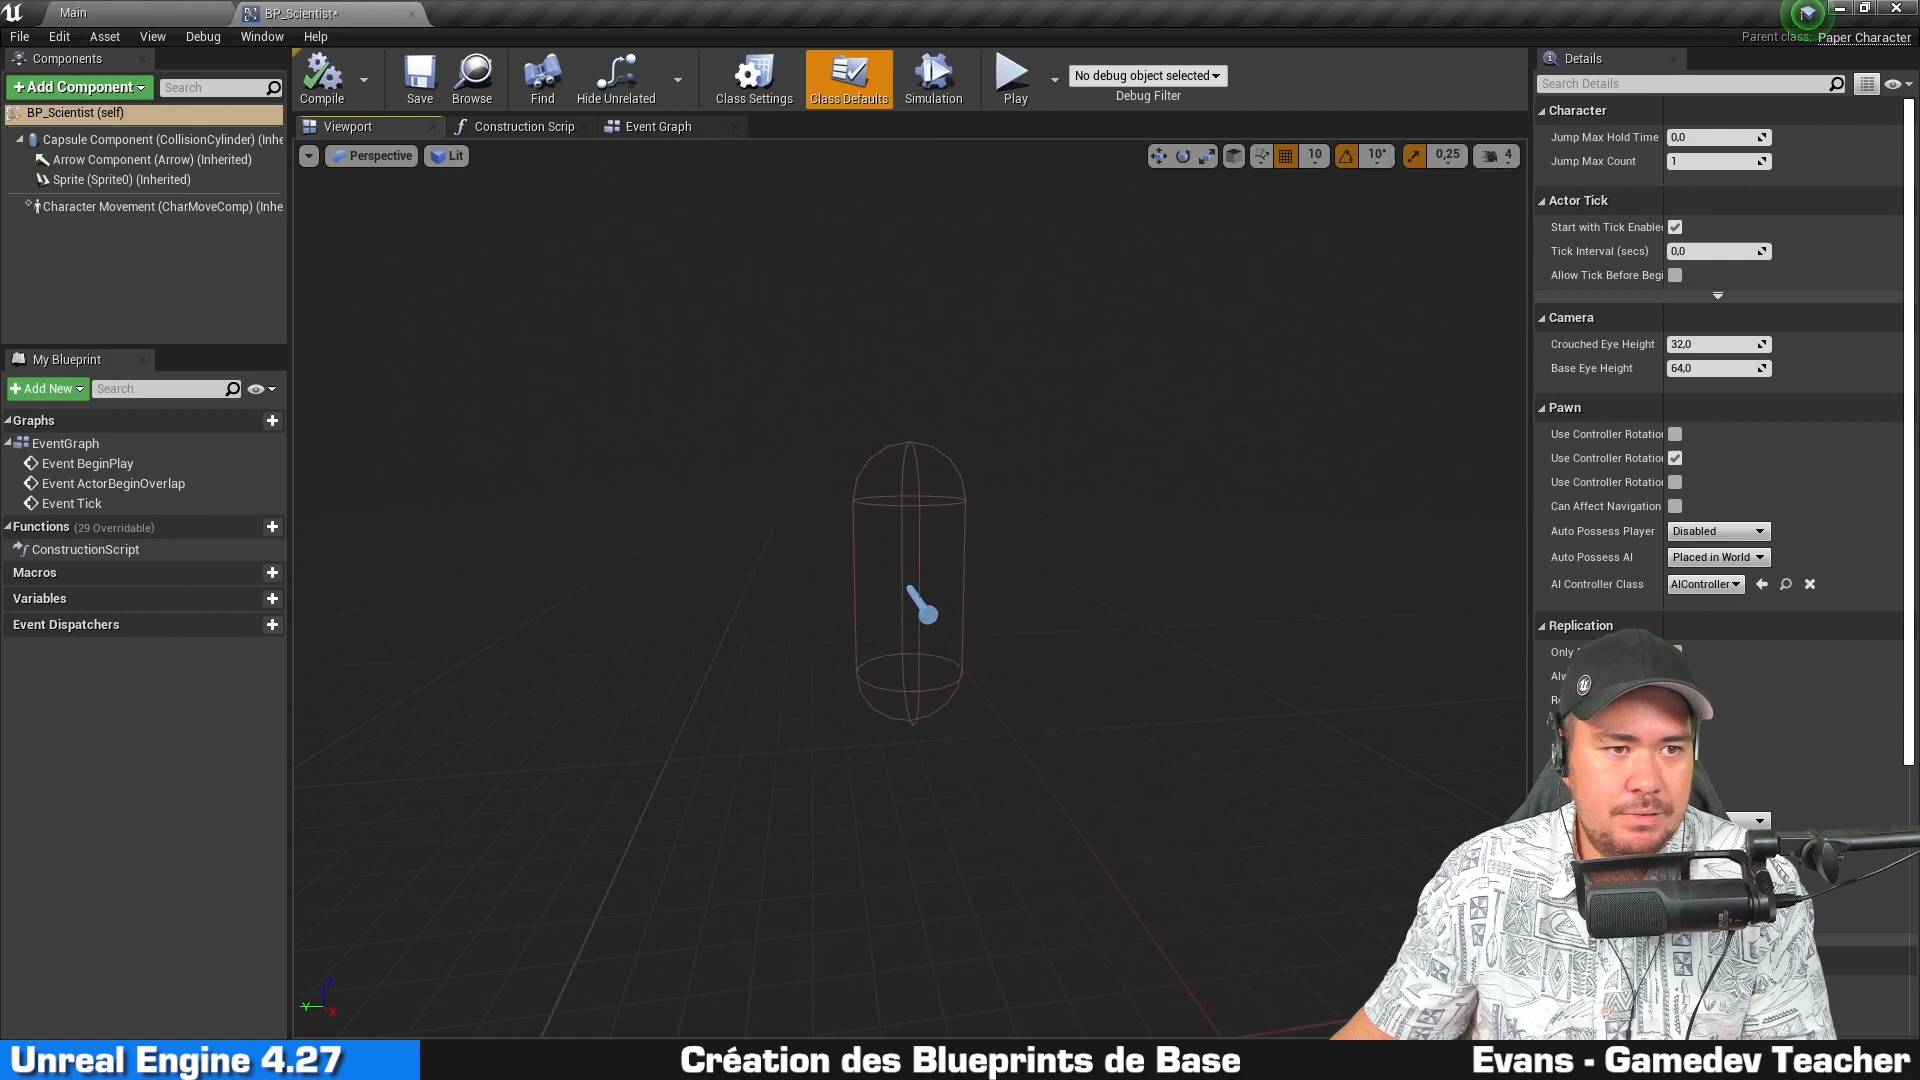 Main
BP_Scientist*
File Edit Asset View Debug Window Help
Parent class: Paper Character
Components
Add Component
Search
BP_Scientist (self)
Capsule Component (CollisionCylinder) (Inhe
Arrow Component (Arrow) (Inherited)
Sprite (Sprite0) (Inherited)
Character Movement (CharMoveComp) (Inhe
My Blueprint
Add New
Search
Graphs
EventGraph
Event BeginPlay
Event ActorBeginOverlap
Event Tick
Functions (29 Overridable)
ConstructionScript
Macros
Variables
Event Dispatchers
Compile
Save
Browse
Find
Hide Unrelated
Class Settings
Class Defaults
Simulation
Play
No debug object selected
Debug Filter
Viewport
Construction Scrip
Event Graph
Perspective
Lit
10
10°
0,25
4
Y
Z
X
Details
Search Details
Character
Jump Max Hold Time 0,0
Jump Max Count 1
Actor Tick
Start with Tick Enable
Tick Interval (secs) 0,0
Allow Tick Before Begi
Camera
Crouched Eye Height 32,0
Base Eye Height 64,0
Pawn
Use Controller Rotation
Use Controller Rotation
Use Controller Rotation
Can Affect Navigation
Auto Possess Player Disabled
Auto Possess AI Placed in World
AI Controller Class AIController
Replication
Only
Unreal Engine 4.27
Création des Blueprints de Base
Evans - Gamedev Teacher